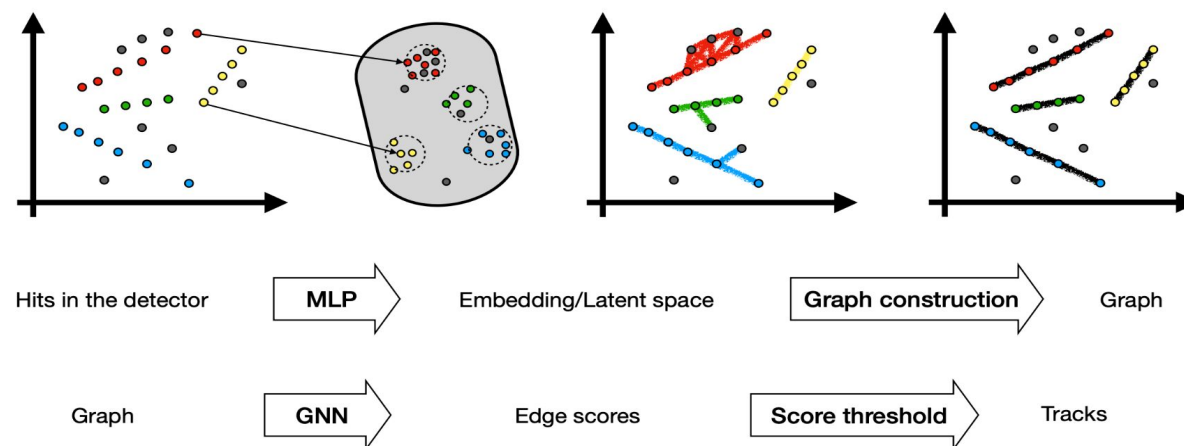 Hits in the detector MLP Embedding/Latent space Graph construction Graph
Graph GNN Edge scores Score threshold Tracks